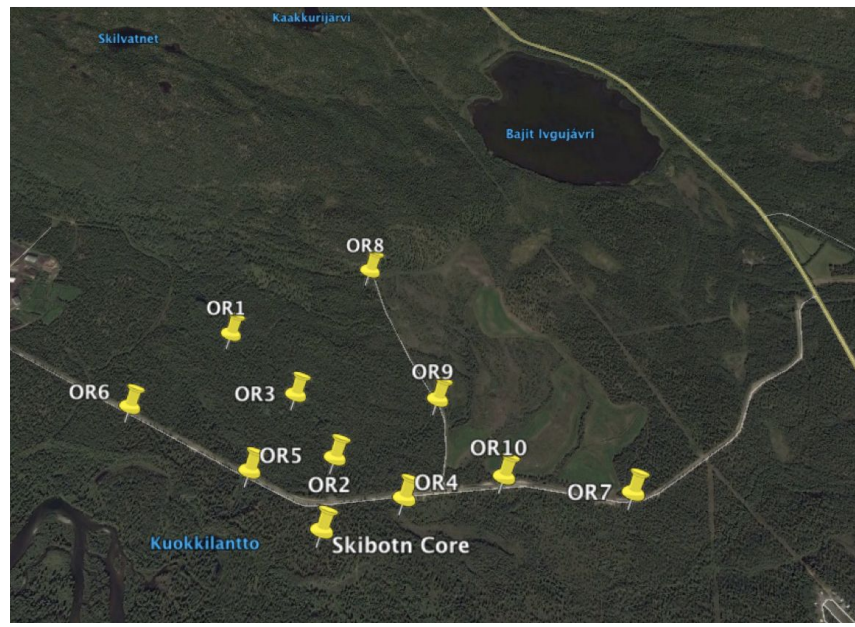 Kaakkurijärvi
Skilvatnet
Bajit Ivgujávri
OR8
OR1
OR9
OR6
OR3
OR10
OR5
OR2
OR4
OR7
Kuokkilantto
Skibotn Core